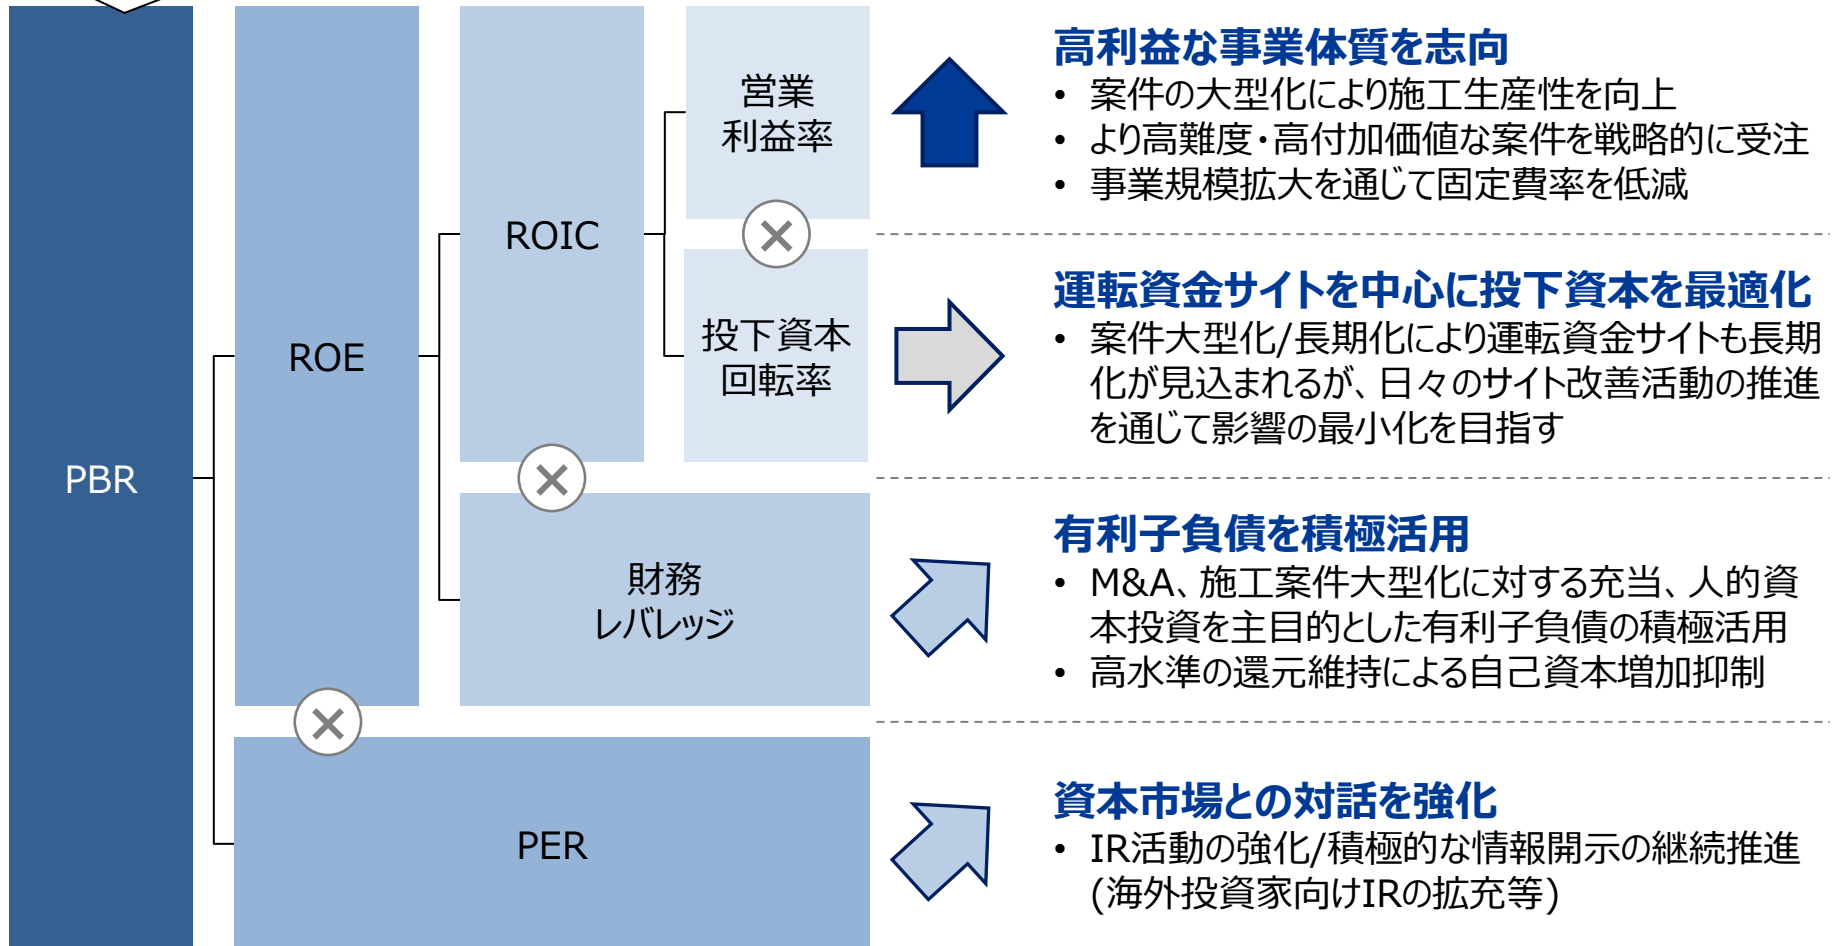 PBR
ROE
ROIC
営業
利益率
投下資本
回転率
財務
レバレッジ
PER
高利益な事業体質を志向
• 案件の大型化により施工生産性を向上
• より高難度・高付加価値な案件を戦略的に受注
• 事業規模拡大を通じて固定費率を低減
運転資金サイトを中心に投下資本を最適化
• 案件大型化/長期化により運転資金サイトも長期
化が見込まれるが、日々のサイト改善活動の推進
を通じて影響の最小化を目指す
有利子負債を積極活用
• M&A、施工案件大型化に対する充当、人的資
本投資を主目的とした有利子負債の積極活用
• 高水準の還元維持による自己資本増加抑制
資本市場との対話を強化
• IR活動の強化/積極的な情報開示の継続推進
(海外投資家向けIRの拡充等)